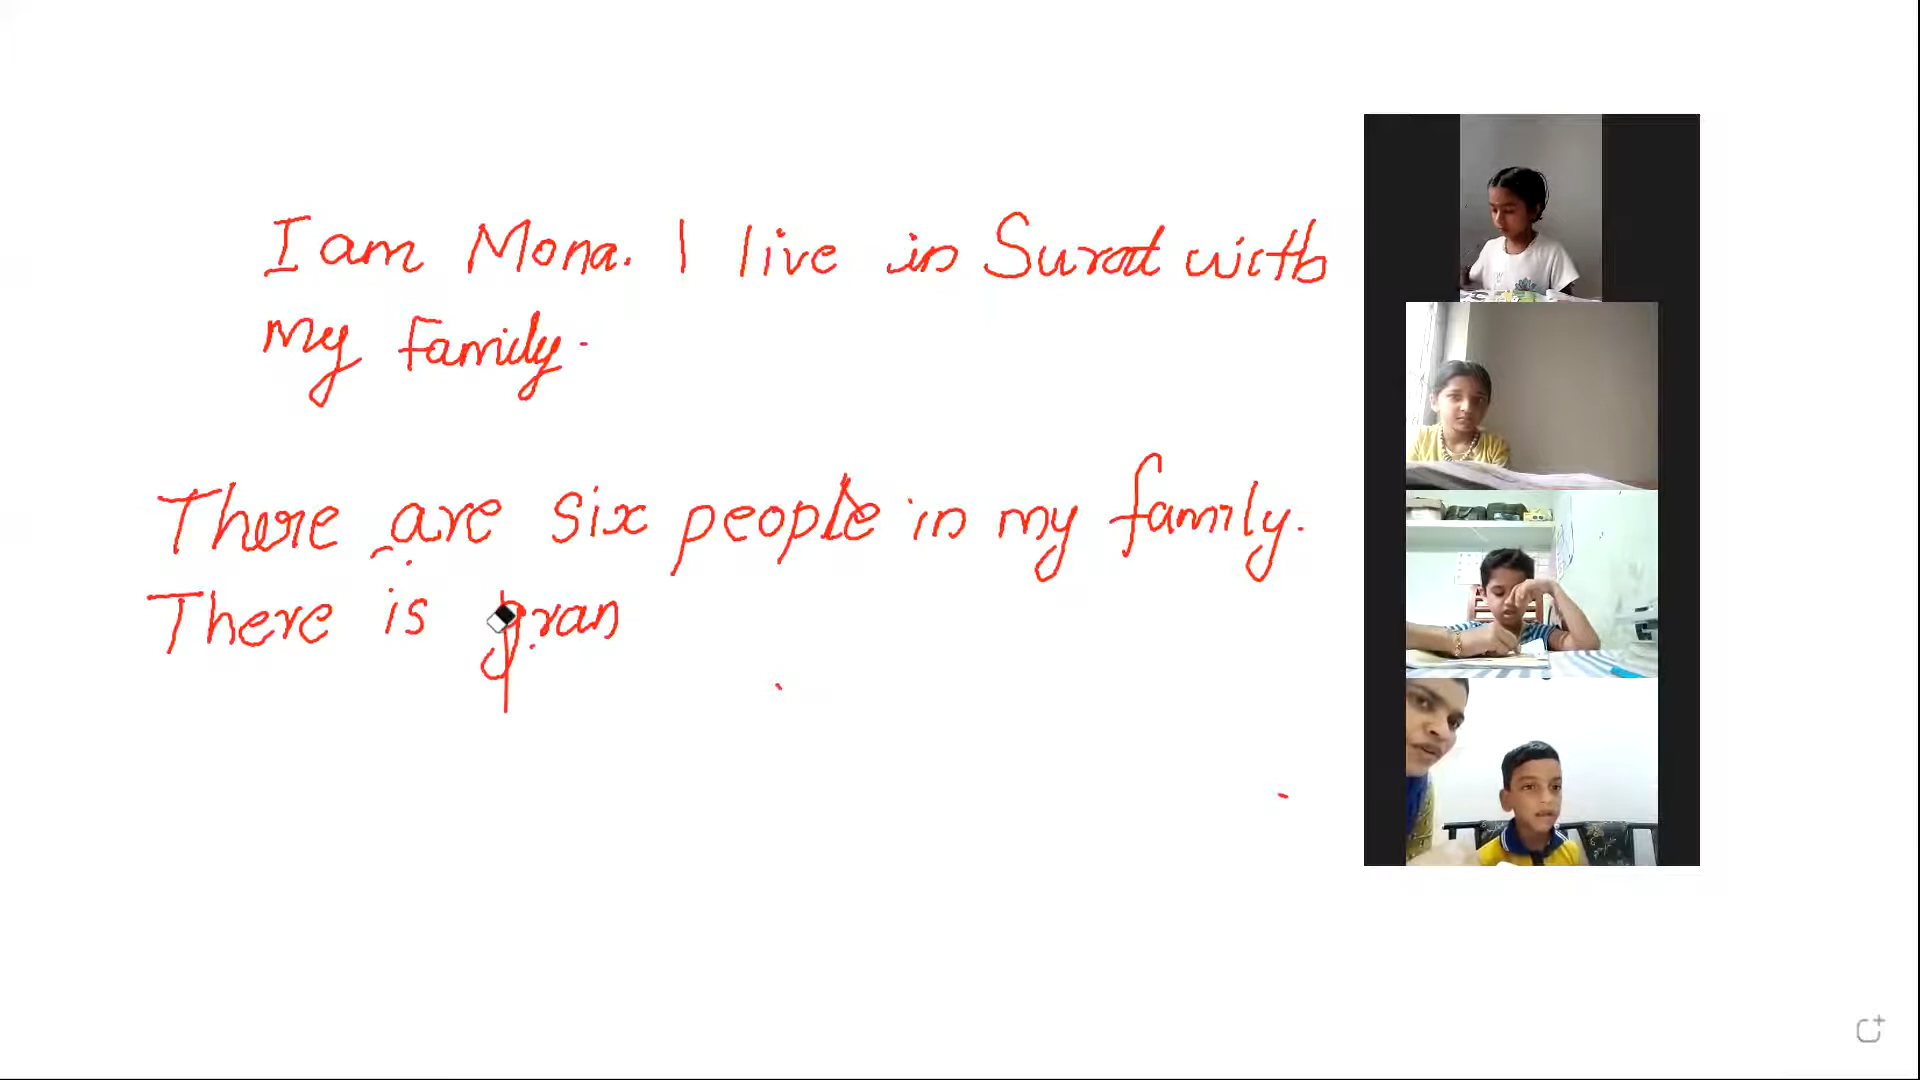 I am Mona. I live in Surat with
my family.
There are six people in my family.
There is gran